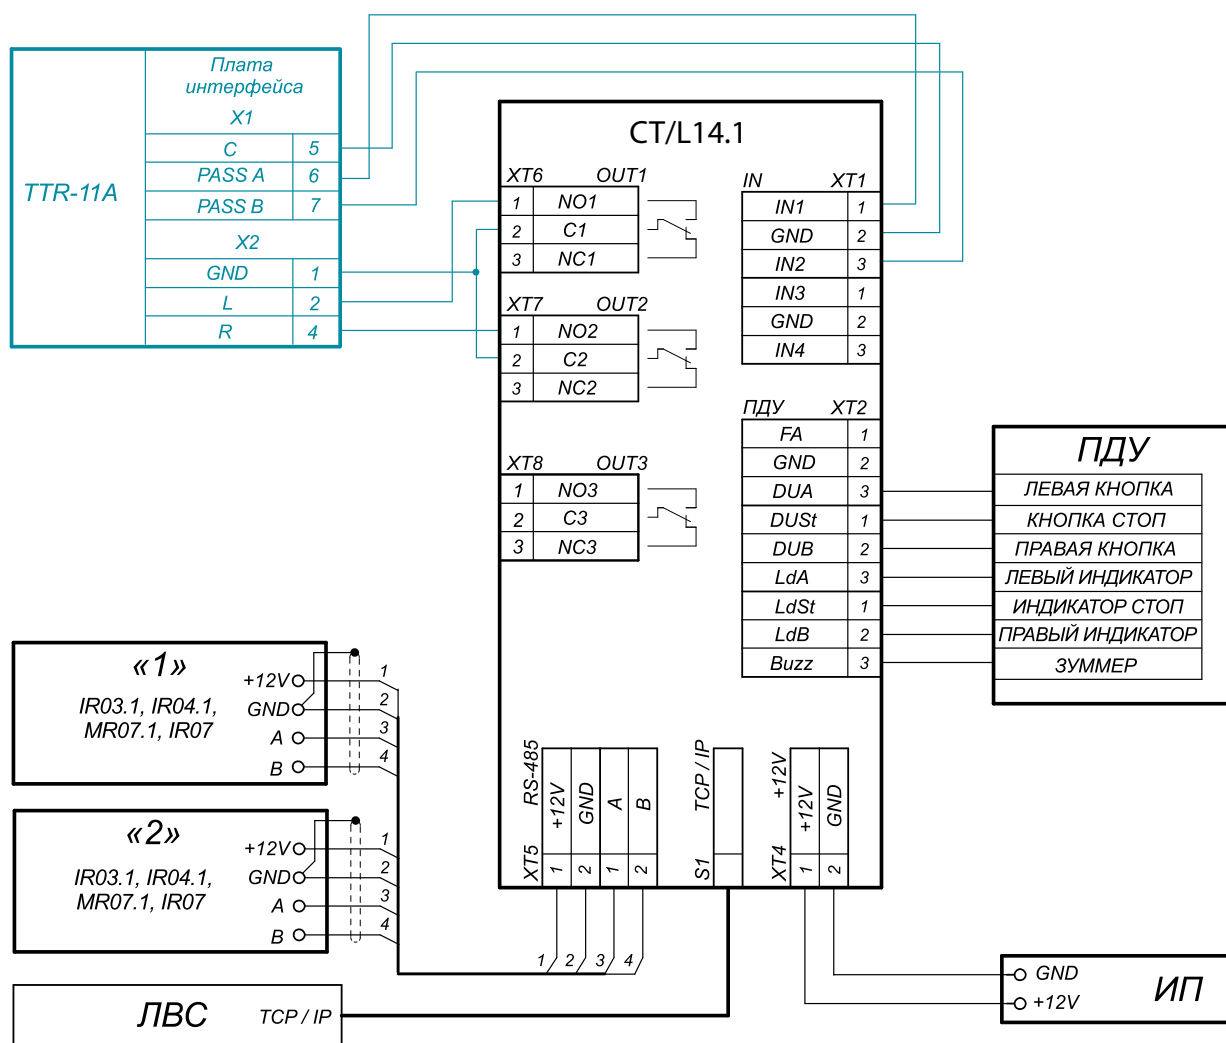 TTR-11A
Плата
интерфейса
X1
C 5
PASS A 6
PASS B 7
X2
GND 1
L 2
R 4
CT/L14.1
XT6 OUT1
1 NO1
2 C1
3 NC1
XT7 OUT2
1 NO2
2 C2
3 NC2
XT8 OUT3
1 NO3
2 C3
3 NC3
IN XT1
IN1 1
GND 2
IN2 3
IN3 1
GND 2
IN4 3
ПДУ XT2
FA 1
GND 2
DUA 3
DUSt 1
DUB 2
LdA 3
LdSt 1
LdB 2
Buzz 3
ПДУ
ЛЕВАЯ КНОПКА
КНОПКА СТОП
ПРАВАЯ КНОПКА
ЛЕВЫЙ ИНДИКАТОР
ИНДИКАТОР СТОП
ПРАВЫЙ ИНДИКАТОР
ЗУММЕР
«1»
IR03.1, IR04.1,
MR07.1, IR07
+12V 1
GND 2
A 3
B 4
«2»
IR03.1, IR04.1,
MR07.1, IR07
+12V 1
GND 2
A 3
B 4
XT5 RS-485
1 +12V
2 GND
1 A
2 B
S1 TCP / IP
XT4 +12V
1 +12V
2 GND
1 2 3 4
GND
+12V
ИП
ЛВС TCP / IP